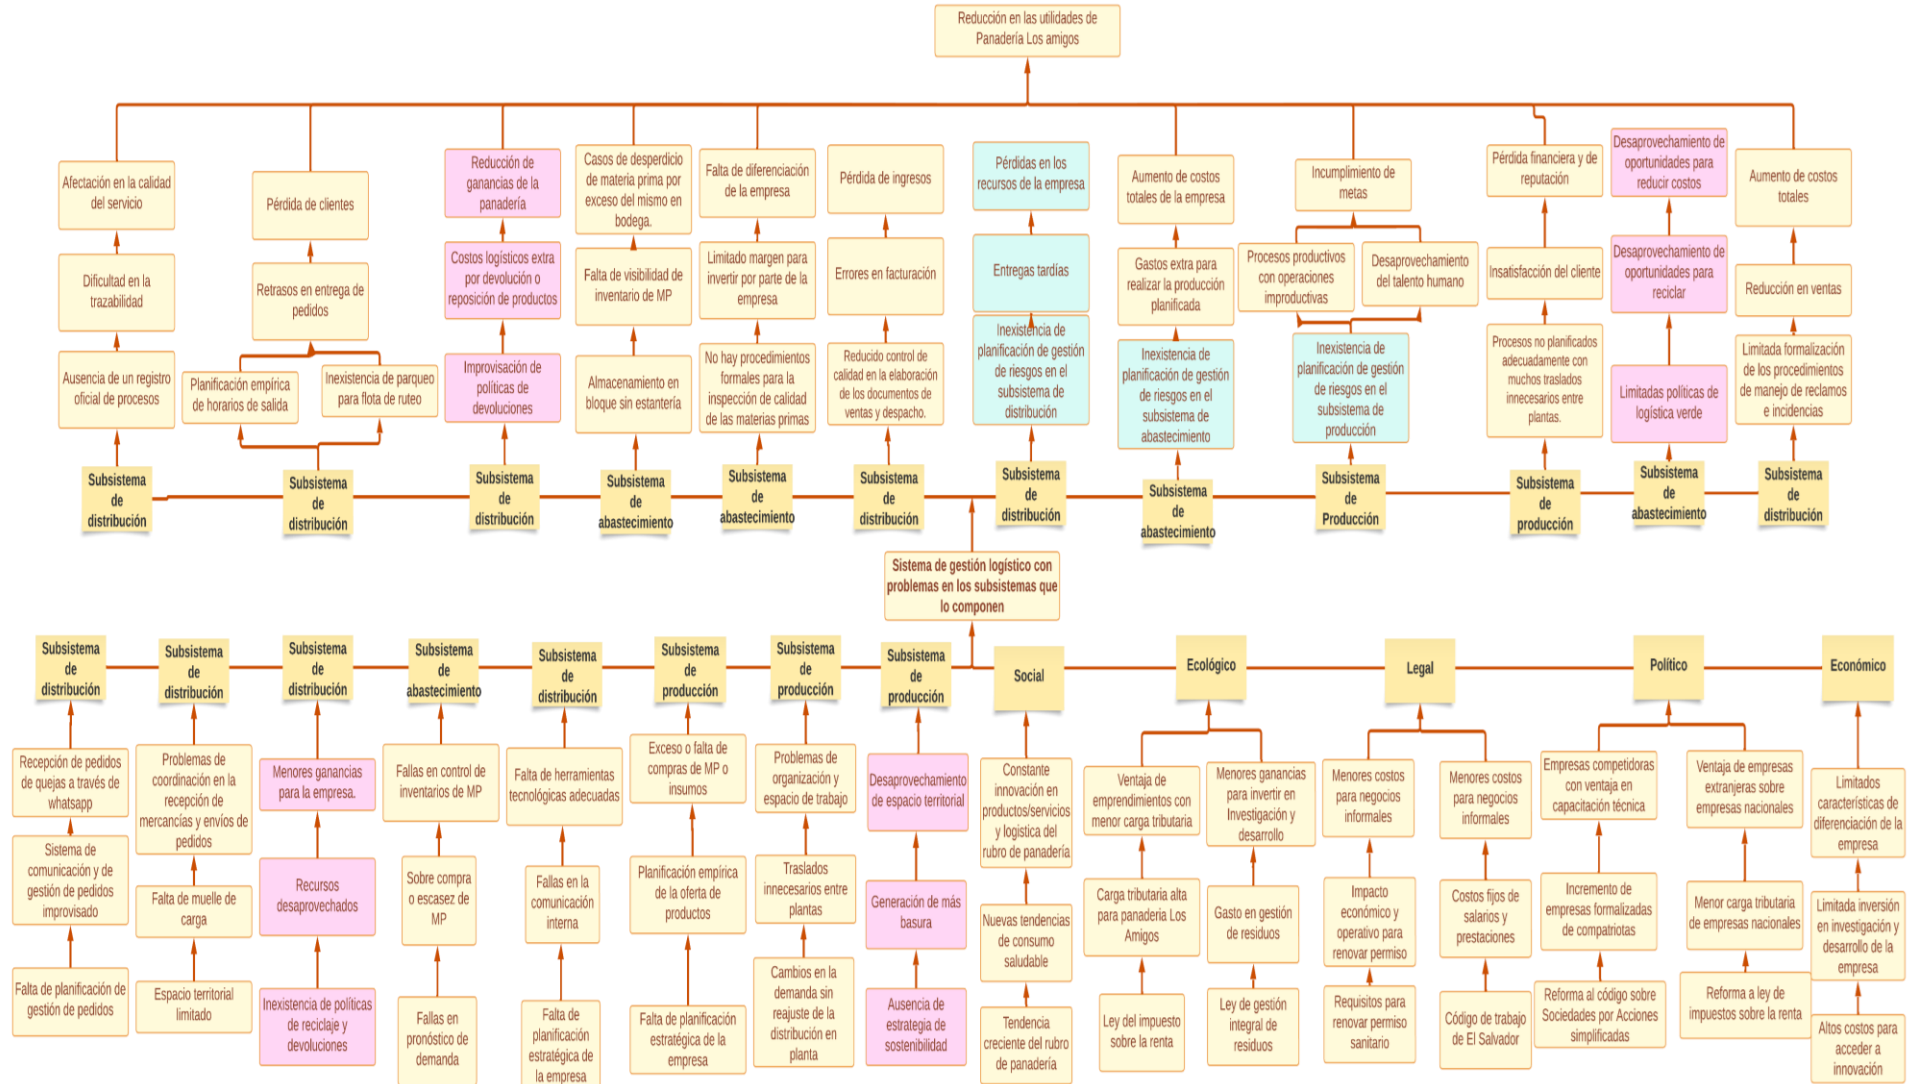 Reducción en las utilidades de
Panadería Los amigos
Afectación en la calidad
del servicio
Pérdida de clientes
Reducción de
ganancias de la
panadería
Casos de desperdicio
de materia prima por
exceso del mismo en
bodega.
Falta de diferenciación
de la empresa
Pérdida de ingresos
Pérdidas en los
recursos de la empresa
Aumento de costos
totales de la empresa
Incumplimiento de
metas
Pérdida financiera y de
reputación
Desaprovechamiento de
oportunidades para
reducir costos
Aumento de costos
totales
Dificultad en la
trazabilidad
Retrasos en entrega de
pedidos
Costos logísticos extra
por devolución o
reposición de productos
Falta de visibilidad de
inventario de MP
Limitado margen para
invertir por parte de la
empresa
Errores en facturación
Entregas tardías
Gastos extra para
realizar la producción
planificada
Procesos productivos
con operaciones
improductivas
Desaprovechamiento
del talento humano
Insatisfacción del cliente
Desaprovechamiento de
oportunidades para
reciclar
Reducción en ventas
Ausencia de un registro
oficial de procesos
Planificación empírica
de horarios de salida
Inexistencia de parqueo
para flota de ruteo
Improvisación de
políticas de
devoluciones
Almacenamiento en
bloque sin estantería
No hay procedimientos
formales para la
inspección de calidad
de las materias primas
Reducido control de
calidad en la elaboración
de los documentos de
ventas y despacho.
Inexistencia de
planificación de gestión
de riesgos en el
subsistema de
distribución
Inexistencia de
planificación de gestión
de riesgos en el
subsistema de
abastecimiento
Inexistencia de
planificación de gestión
de riesgos en el
subsistema de
producción
Procesos no planificados
adecuadamente con
muchos traslados
innecesarios entre
plantas.
Limitadas políticas de
logística verde
Limitada formalización
de los procedimientos
de manejo de reclamos
e incidencias
Subsistema
de
distribución
Subsistema
de
distribución
Subsistema
de
distribución
Subsistema
de
abastecimiento
Subsistema
de
abastecimiento
Subsistema
de
distribución
Subsistema
de
distribución
Subsistema
de
abastecimiento
Subsistema
de
Producción
Subsistema
de
producción
Subsistema
de
abastecimiento
Subsistema
de
distribución
Sistema de gestión logístico con
problemas en los subsistemas que
lo componen
Subsistema
de
distribución
Subsistema
de
distribución
Subsistema
de
distribución
Subsistema
de
abastecimiento
Subsistema
de
distribución
Subsistema
de
producción
Subsistema
de
producción
Subsistema
de
producción
Social
Ecológico
Legal
Político
Económico
Recepción de pedidos
de quejas a través de
whatsapp
Problemas de
coordinación en la
recepción de
mercancías y envíos de
pedidos
Menores ganancias
para la empresa.
Fallas en control de
inventarios de MP
Falta de herramientas
tecnológicas adecuadas
Exceso o falta de
compras de MP o
insumos
Problemas de
organización y
espacio de trabajo
Desaprovechamiento
de espacio territorial
Constante
innovación en
productos/servicios
y logistica del
rubro de panadería
Ventaja de
emprendimientos con
menor carga tributaria
Menores ganancias
para invertir en
Investigación y
desarrollo
Menores costos
para negocios
informales
Menores costos
para negocios
informales
Empresas competidoras
con ventaja en
capacitación técnica
Ventaja de empresas
extranjeras sobre
empresas nacionales
Limitados
características de
diferenciación de la
empresa
Sistema de
comunicación y de
gestión de pedidos
improvisado
Falta de muelle de
carga
Recursos
desaprovechados
Sobre compra
o escasez de
MP
Fallas en la
comunicación
interna
Planificación empírica
de la oferta de
productos
Traslados
innecesarios entre
plantas
Generación de más
basura
Nuevas tendencias
de consumo
saludable
Carga tributaria alta
para panaderia Los
Amigos
Gasto en gestión
de residuos
Impacto
económico y
operativo para
renovar permiso
Costos fijos de
salarios y
prestaciones
Incremento de
empresas formalizadas
de compatriotas
Menor carga tributaria
de empresas nacionales
Limitada inversión
en investigación y
desarrollo de la
empresa
Falta de planificación de
gestión de pedidos
Espacio territorial
limitado
Inexistencia de políticas
de reciclaje y
devoluciones
Fallas en
pronóstico de
demanda
Falta de
planificación
estratégica de
la empresa
Falta de planificación
estratégica de la
empresa
Cambios en la
demanda sin
reajuste de la
distribución en
planta
Ausencia de
estrategia de
sostenibilidad
Tendencia
creciente del rubro
de panadería
Ley del impuesto
sobre la renta
Ley de gestión
integral de
residuos
Requisitos para
renovar permiso
sanitario
Código de trabajo
de El Salvador
Reforma al código sobre
Sociedades por Acciones
simplificadas
Reforma a ley de
impuestos sobre la renta
Altos costos para
acceder a
innovación